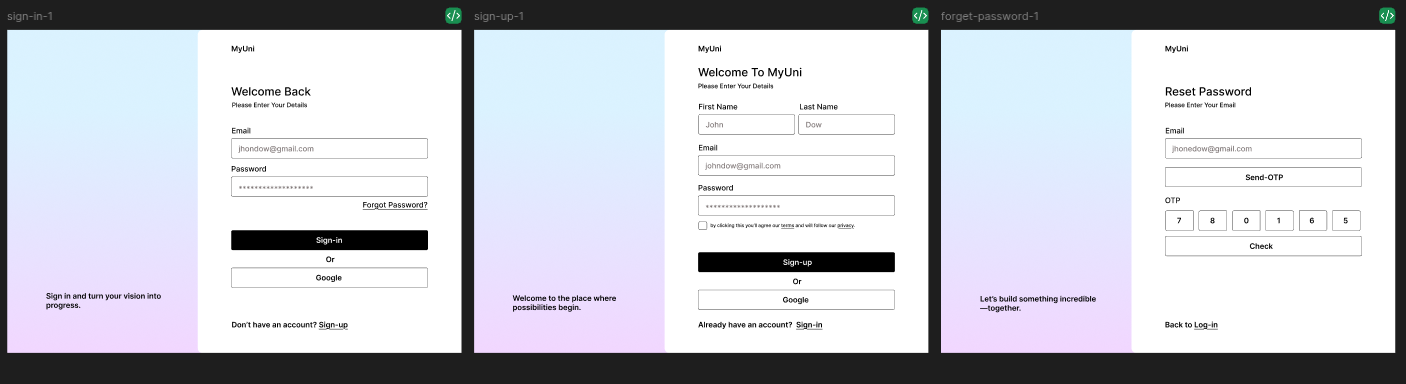 sign-in-1
MyUni
Welcome Back
Please Enter Your Details
Email
jhondow@gmail.com
Password
*******************
Forgot Password?
Sign-in
Or
Google
Don't have an account? Sign-up
Sign in and turn your vision into
progress.
sign-up-1
MyUni
Welcome To MyUni
Please Enter Your Details
First Name
Last Name
John
Dow
Email
johndow@gmail.com
Password
*******************
by clicking this you'll agree our terms and will follow our privacy.
Sign-up
Or
Google
Already have an account? Sign-in
Welcome to the place where
possibilities begin.
forget-password-1
MyUni
Reset Password
Please Enter Your Email
Email
jhonedow@gmail.com
Send-OTP
OTP
7 8 0 1 6 5
Check
Back to Log-in
Let's build something incredible
—together.